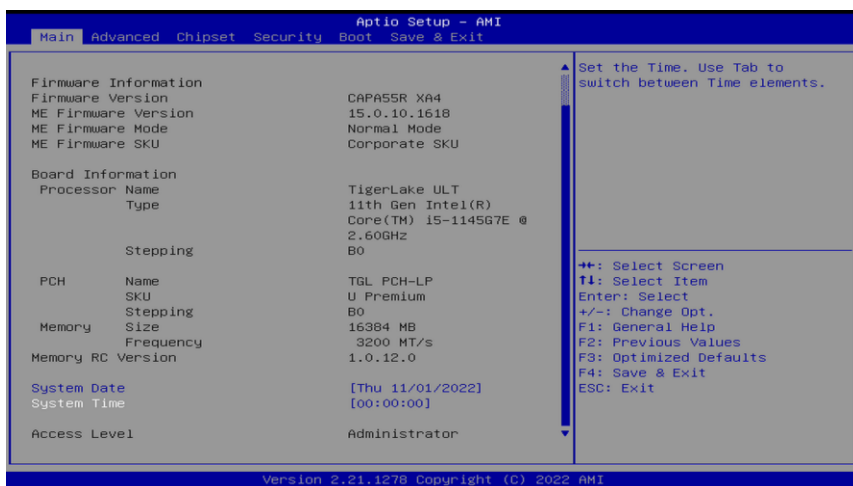 Aptio Setup – AMI
Main Advanced Chipset Security Boot Save & Exit
Firmware Information
Firmware Version CAPA55R XA4
ME Firmware Version 15.0.10.1618
ME Firmware Mode Normal Mode
ME Firmware SKU Corporate SKU
Board Information
Processor Name TigerLake ULT
Type 11th Gen Intel(R)
Core(TM) i5-1145G7E @
2.60GHz
Stepping B0
PCH Name TGL PCH-LP
SKU U Premium
Stepping B0
Memory Size 16384 MB
Frequency 3200 MT/s
Memory RC Version 1.0.12.0
System Date [Thu 11/01/2022]
System Time [00:00:00]
Access Level Administrator
Set the Time. Use Tab to
switch between Time elements.
→←: Select Screen
↑↓: Select Item
Enter: Select
+/-: Change Opt.
F1: General Help
F2: Previous Values
F3: Optimized Defaults
F4: Save & Exit
ESC: Exit
Version 2.21.1278 Copyright (C) 2022 AMI